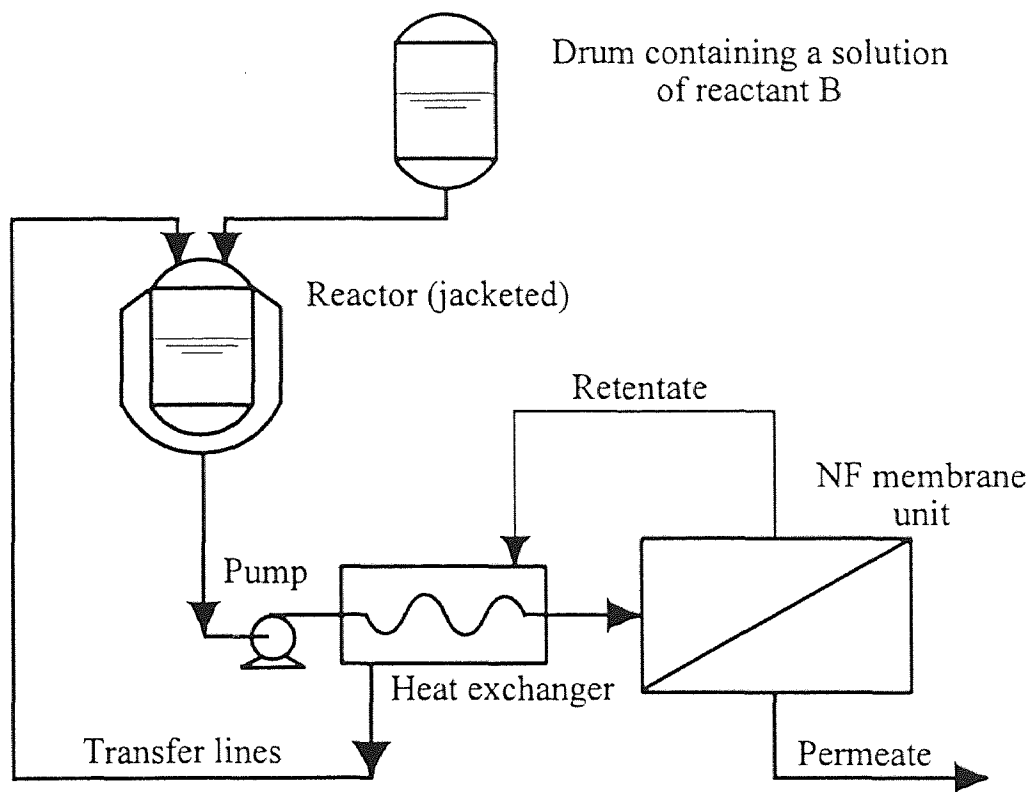 Drum containing a solution
of reactant B
Reactor (jacketed)
Retentate
NF membrane
unit
Pump
Heat exchanger
Transfer lines
Permeate